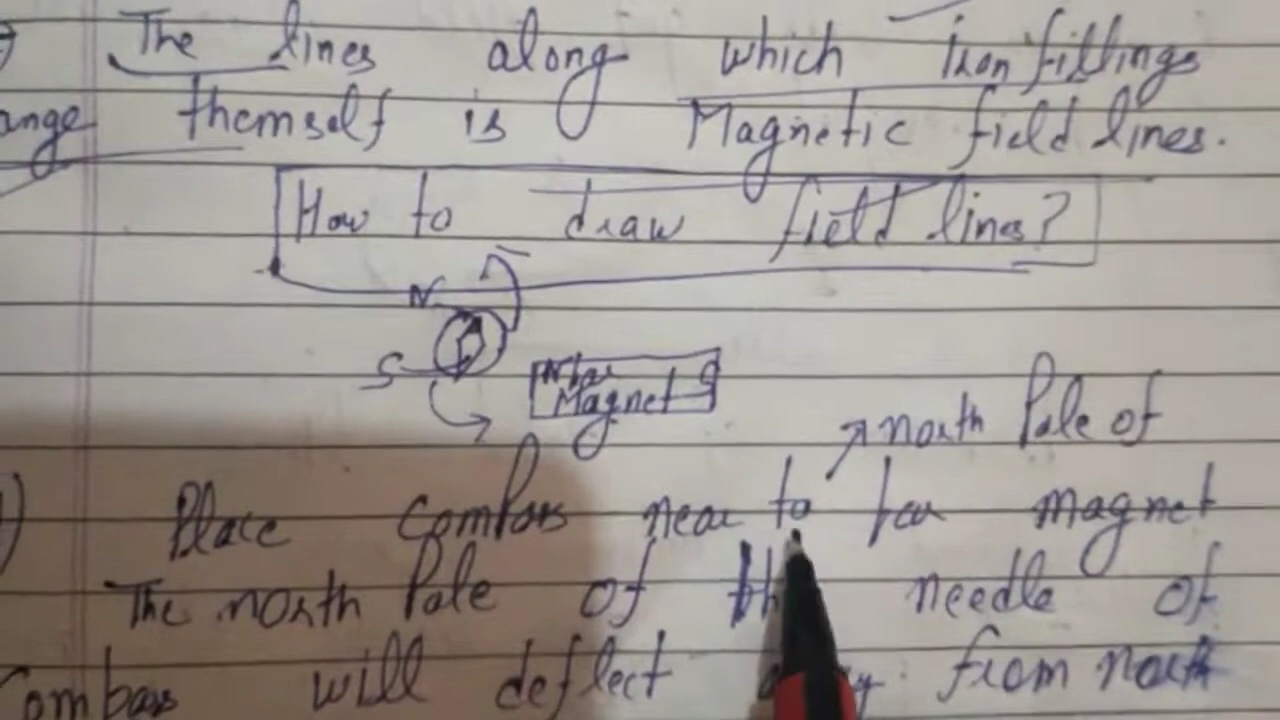 The lines along which iron fillings
ange themself is Magnetic field lines.
How to draw field lines?
N
S
N bar S
Magnet
north Pole of
Place compass near to bar magnet
The north Pole of the needle of
Compass will deflect away from north